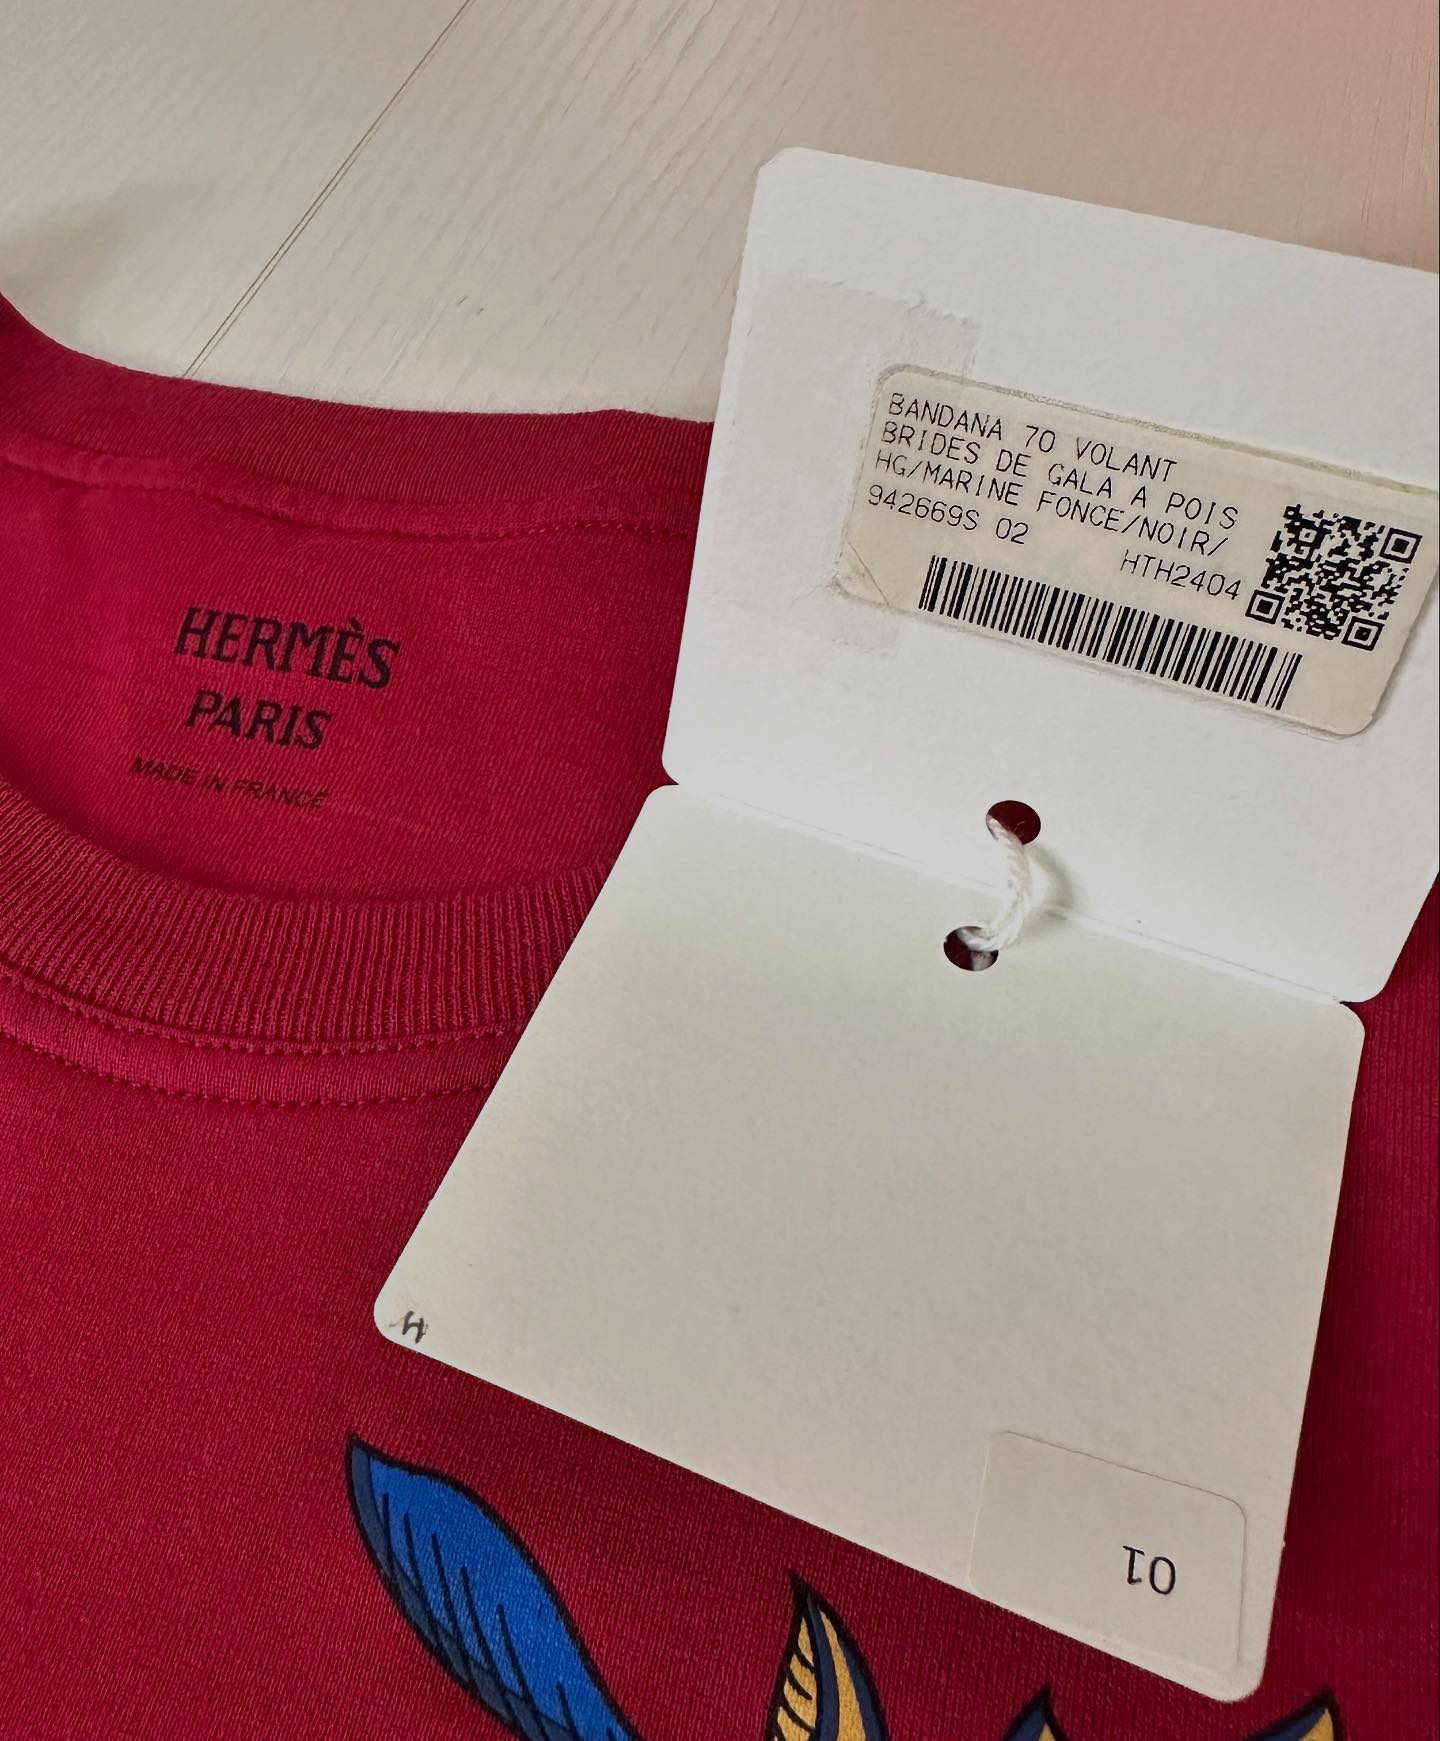 HERMÈS
PARIS
MADE IN FRANCE
BANDANA 70 VOLANT
BRIDES DE GALA A POIS
HG/MARINE FONCE/NOIR/
942669S 02
HTH2404
01